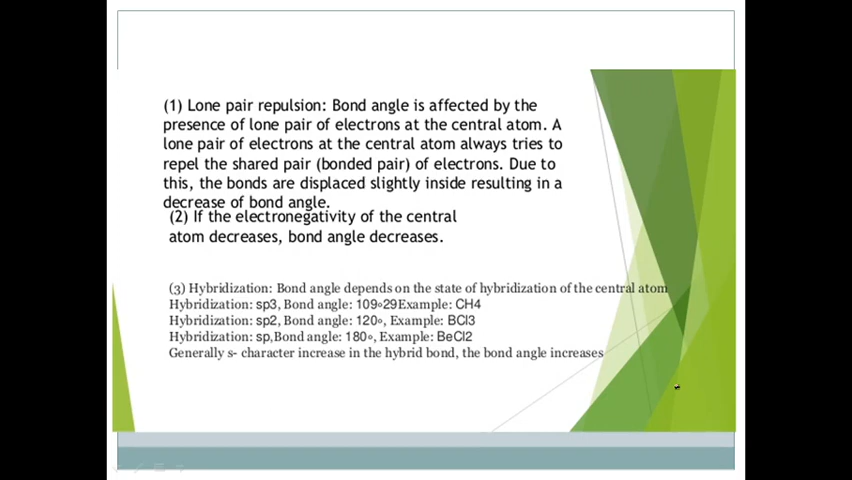 (1) Lone pair repulsion: Bond angle is affected by the
presence of lone pair of electrons at the central atom. A
lone pair of electrons at the central atom always tries to
repel the shared pair (bonded pair) of electrons. Due to
this, the bonds are displaced slightly inside resulting in a
decrease of bond angle.
(2) If the electronegativity of the central
atom decreases, bond angle decreases.
(3) Hybridization: Bond angle depends on the state of hybridization of the central atom
Hybridization: sp3, Bond angle: 109∘29Example: CH4
Hybridization: sp2, Bond angle: 120∘, Example: BCl3
Hybridization: sp,Bond angle: 180∘, Example: BeCl2
Generally s- character increase in the hybrid bond, the bond angle increases